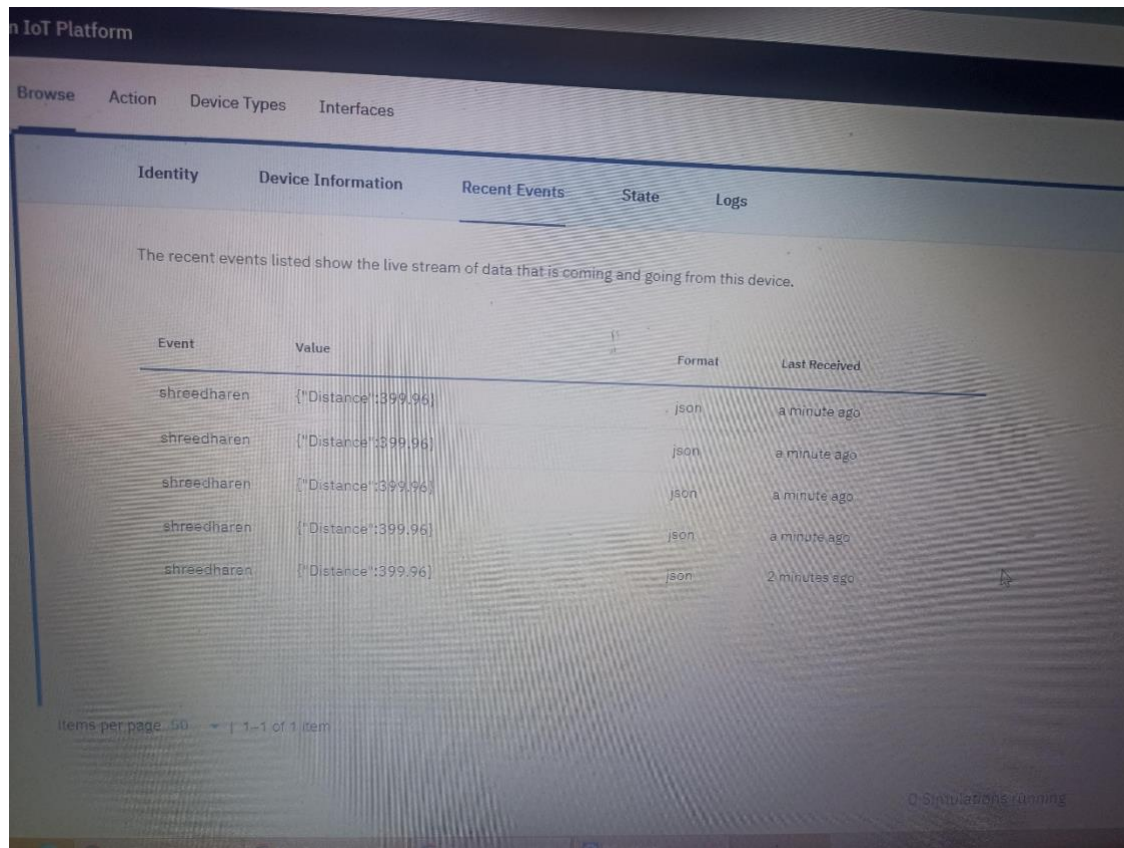 n IoT Platform
Browse Action Device Types Interfaces
Identity Device Information Recent Events State Logs
The recent events listed show the live stream of data that is coming and going from this device.
Event Value Format Last Received
shreedharen {"Distance":399.96} json a minute ago
shreedharen {"Distance":399.96} json a minute ago
shreedharen {"Distance":399.96} json a minute ago
shreedharen {"Distance":399.96} json a minute ago
shreedharen {"Distance":399.96} json 2 minutes ago
Items per page 50 | 1–1 of 1 item
0 Simulations running